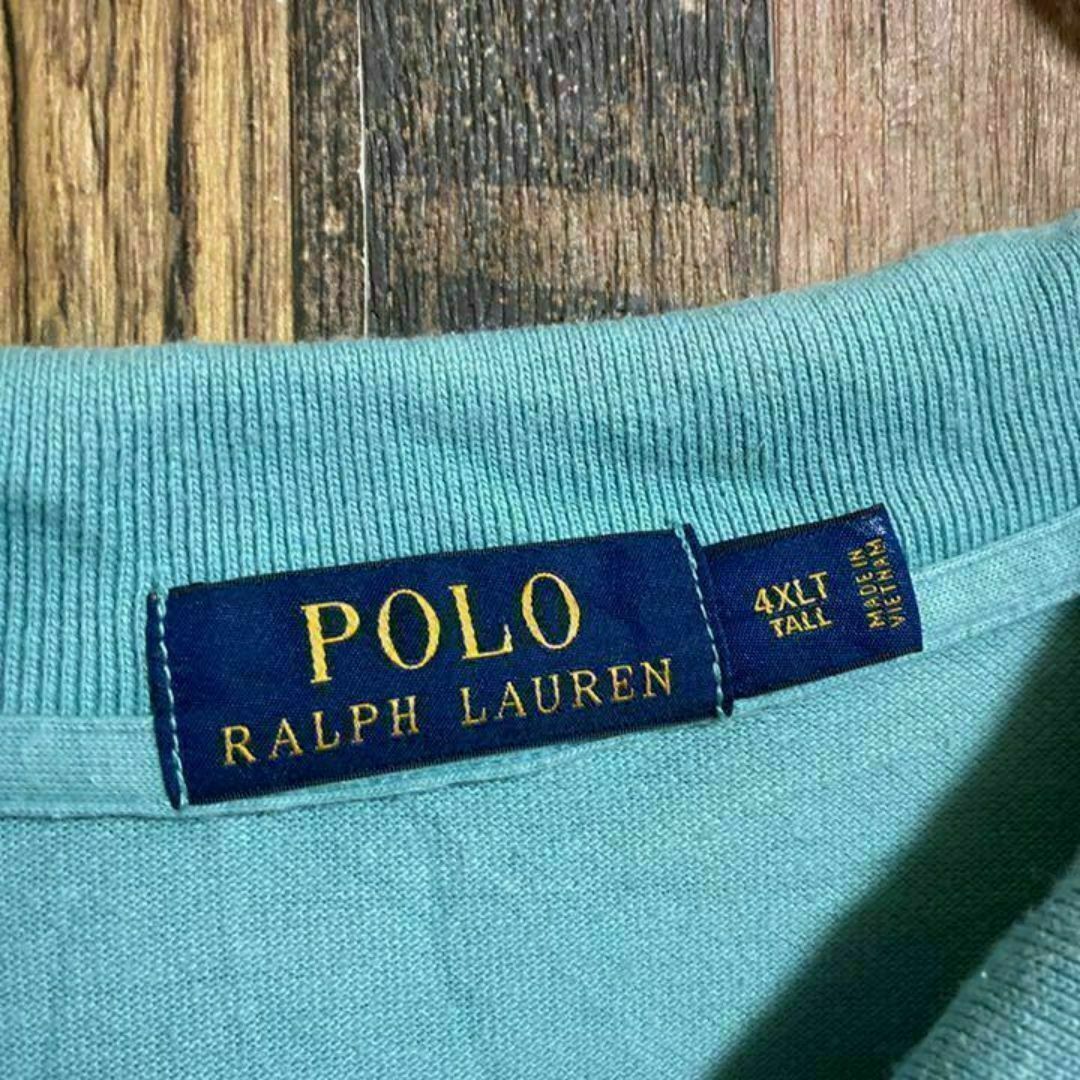 POLO
RALPH LAUREN
4XLT
TALL
MADE IN
VIETNAM